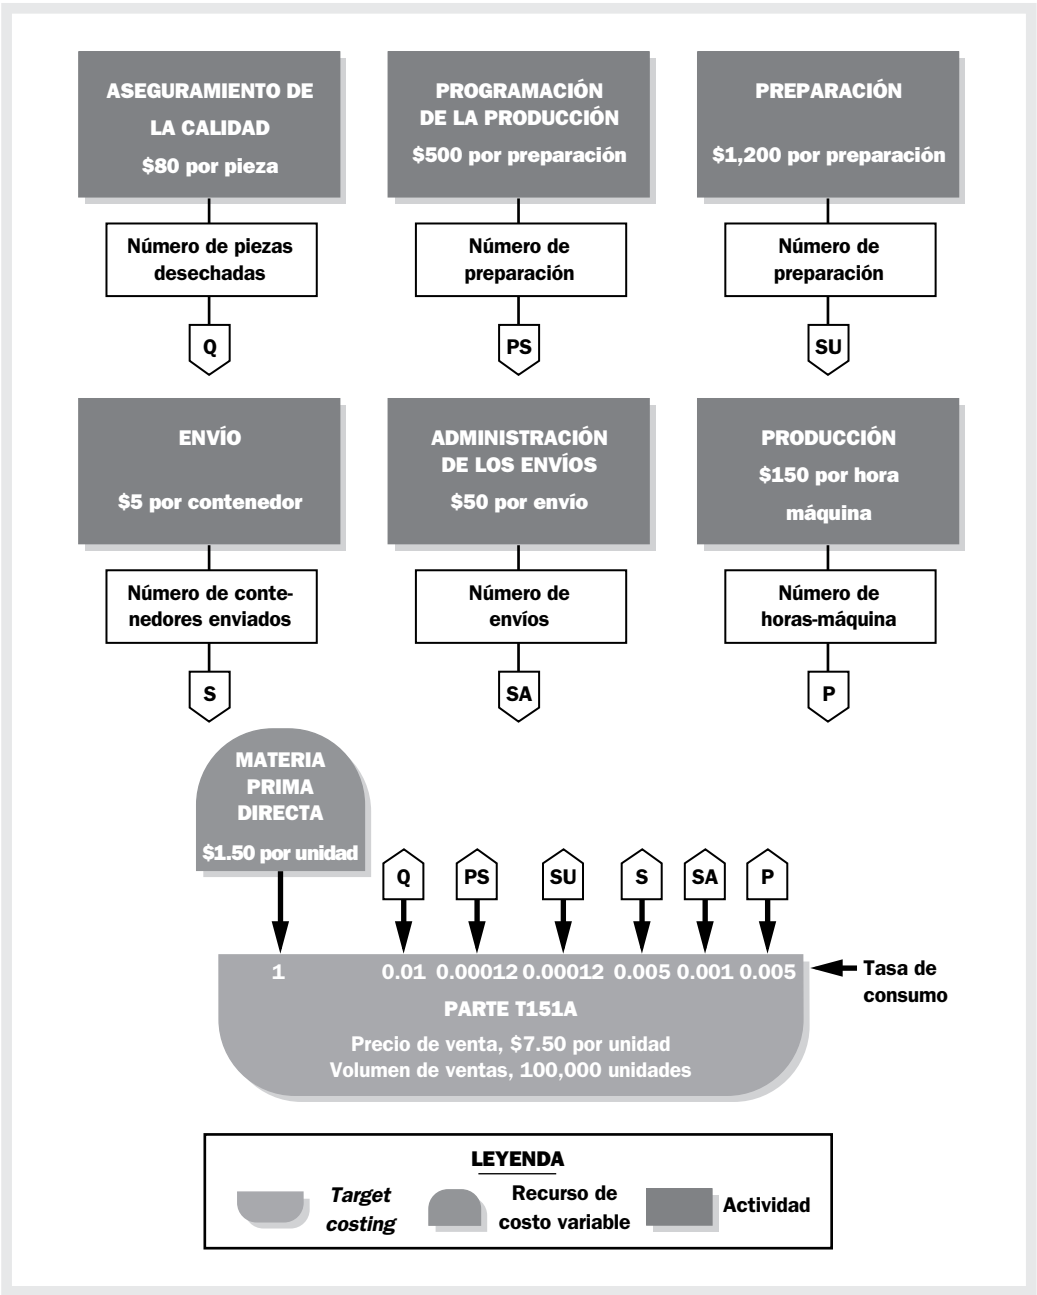 ASEGURAMIENTO DE
LA CALIDAD
$80 por pieza
PROGRAMACIÓN
DE LA PRODUCCIÓN
$500 por preparación
PREPARACIÓN
$1,200 por preparación
Número de piezas
desechadas
Número de
preparación
Número de
preparación
Q
PS
SU
ENVÍO
$5 por contenedor
ADMINISTRACIÓN
DE LOS ENVÍOS
$50 por envío
PRODUCCIÓN
$150 por hora
máquina
Número de conte-
nedores enviados
Número de
envíos
Número de
horas-máquina
S
SA
P
MATERIA
PRIMA
DIRECTA
$1.50 por unidad
Q PS SU S SA P
1 0.01 0.00012 0.00012 0.005 0.001 0.005
Tasa de
consumo
PARTE T151A
Precio de venta, $7.50 por unidad
Volumen de ventas, 100,000 unidades
LEYENDA
Target
costing
Recurso de
costo variable
Actividad